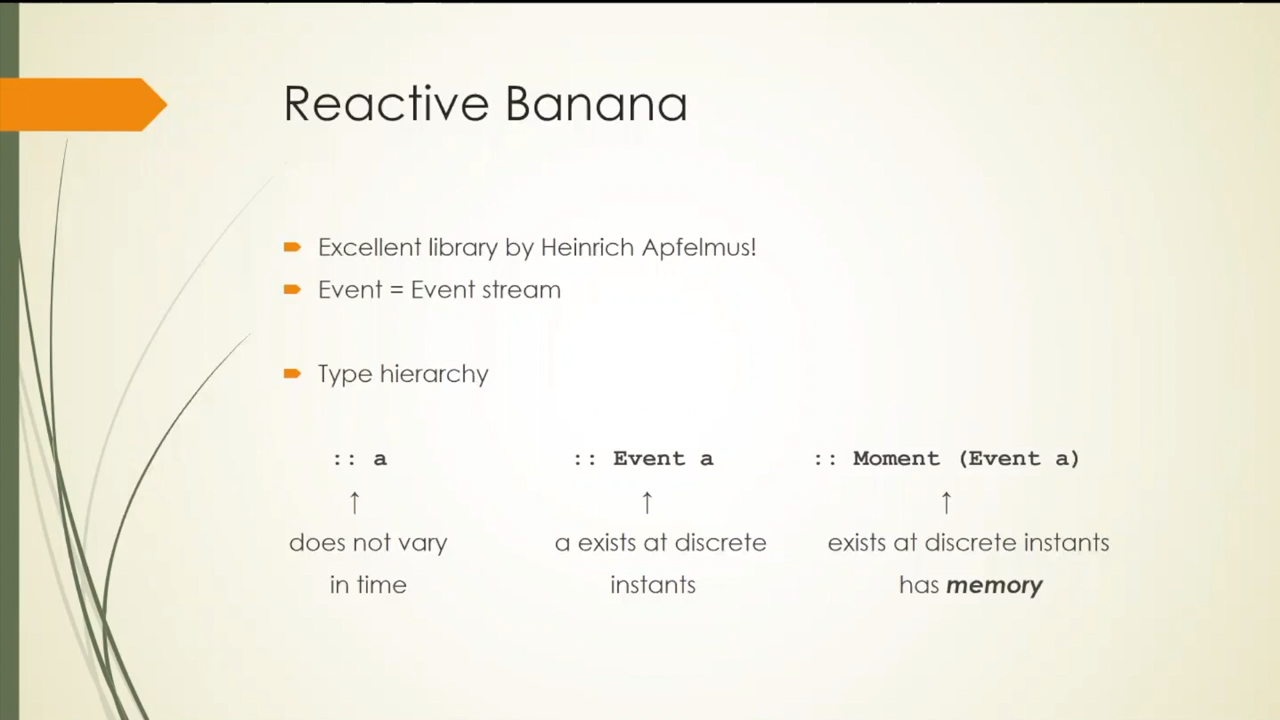 Reactive Banana
Excellent library by Heinrich Apfelmus!
Event = Event stream
Type hierarchy
:: a :: Event a :: Moment (Event a)
↑ ↑ ↑
does not vary a exists at discrete exists at discrete instants
in time instants has memory